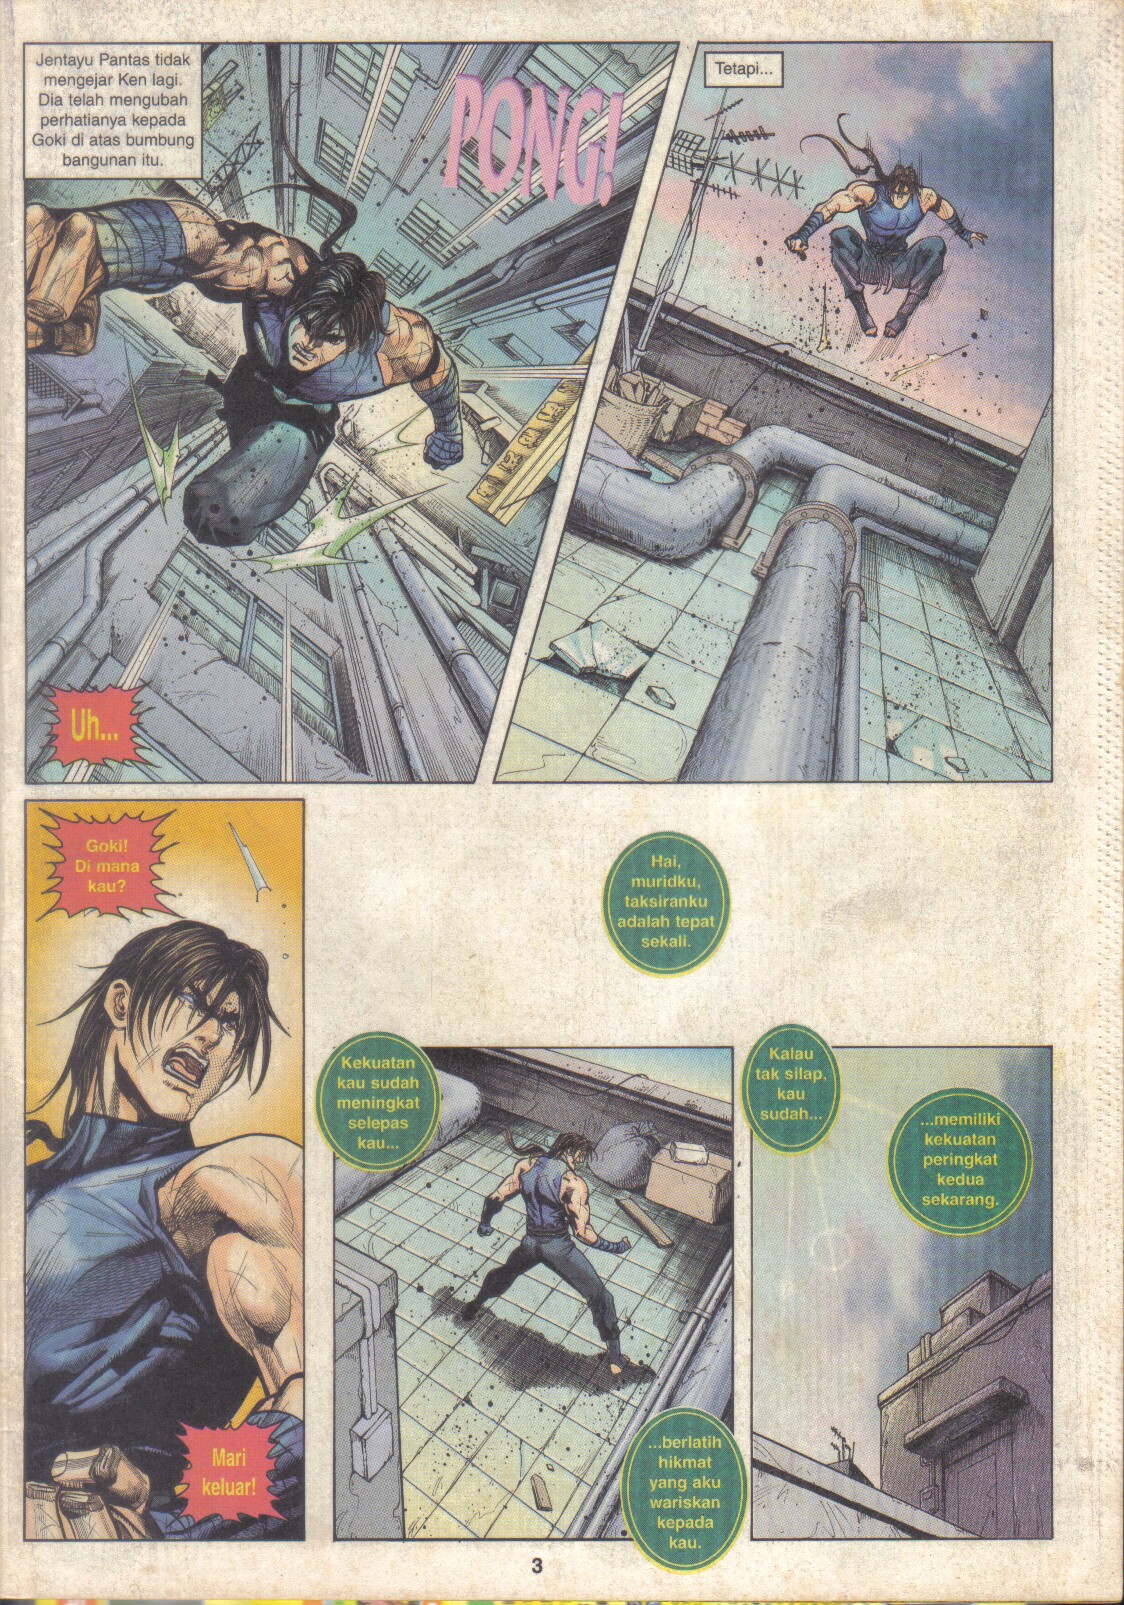 Jentayu Pantas tidak
mengejar Ken lagi.
Dia telah mengubah
perhatianya kepada
Goki di atas bumbung
bangunan itu.
PONG!
Uh...
Tetapi...
Goki!
Di mana
kau?
Mari
keluar!
Hai,
muridku,
taksiranku
adalah tepat
sekali.
Kekuatan
kau sudah
meningkat
selepas
kau...
...berlatih
hikmat
yang aku
wariskan
kepada
kau.
Kalau
tak silap,
kau
sudah...
...memiliki
kekuatan
peringkat
kedua
sekarang.
3